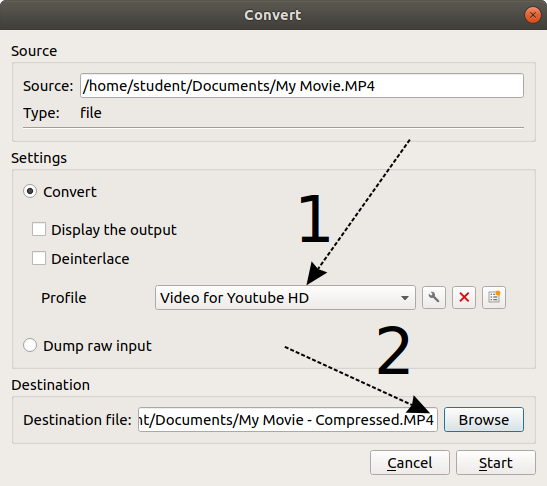 Convert
Source
Source: /home/student/Documents/My Movie.MP4
Type: file
Settings
Convert
1
Display the output
Deinterlace
Profile Video for Youtube HD
Dump raw input
2
Destination
Destination file: nt/Documents/My Movie - Compressed.MP4 Browse
Cancel Start